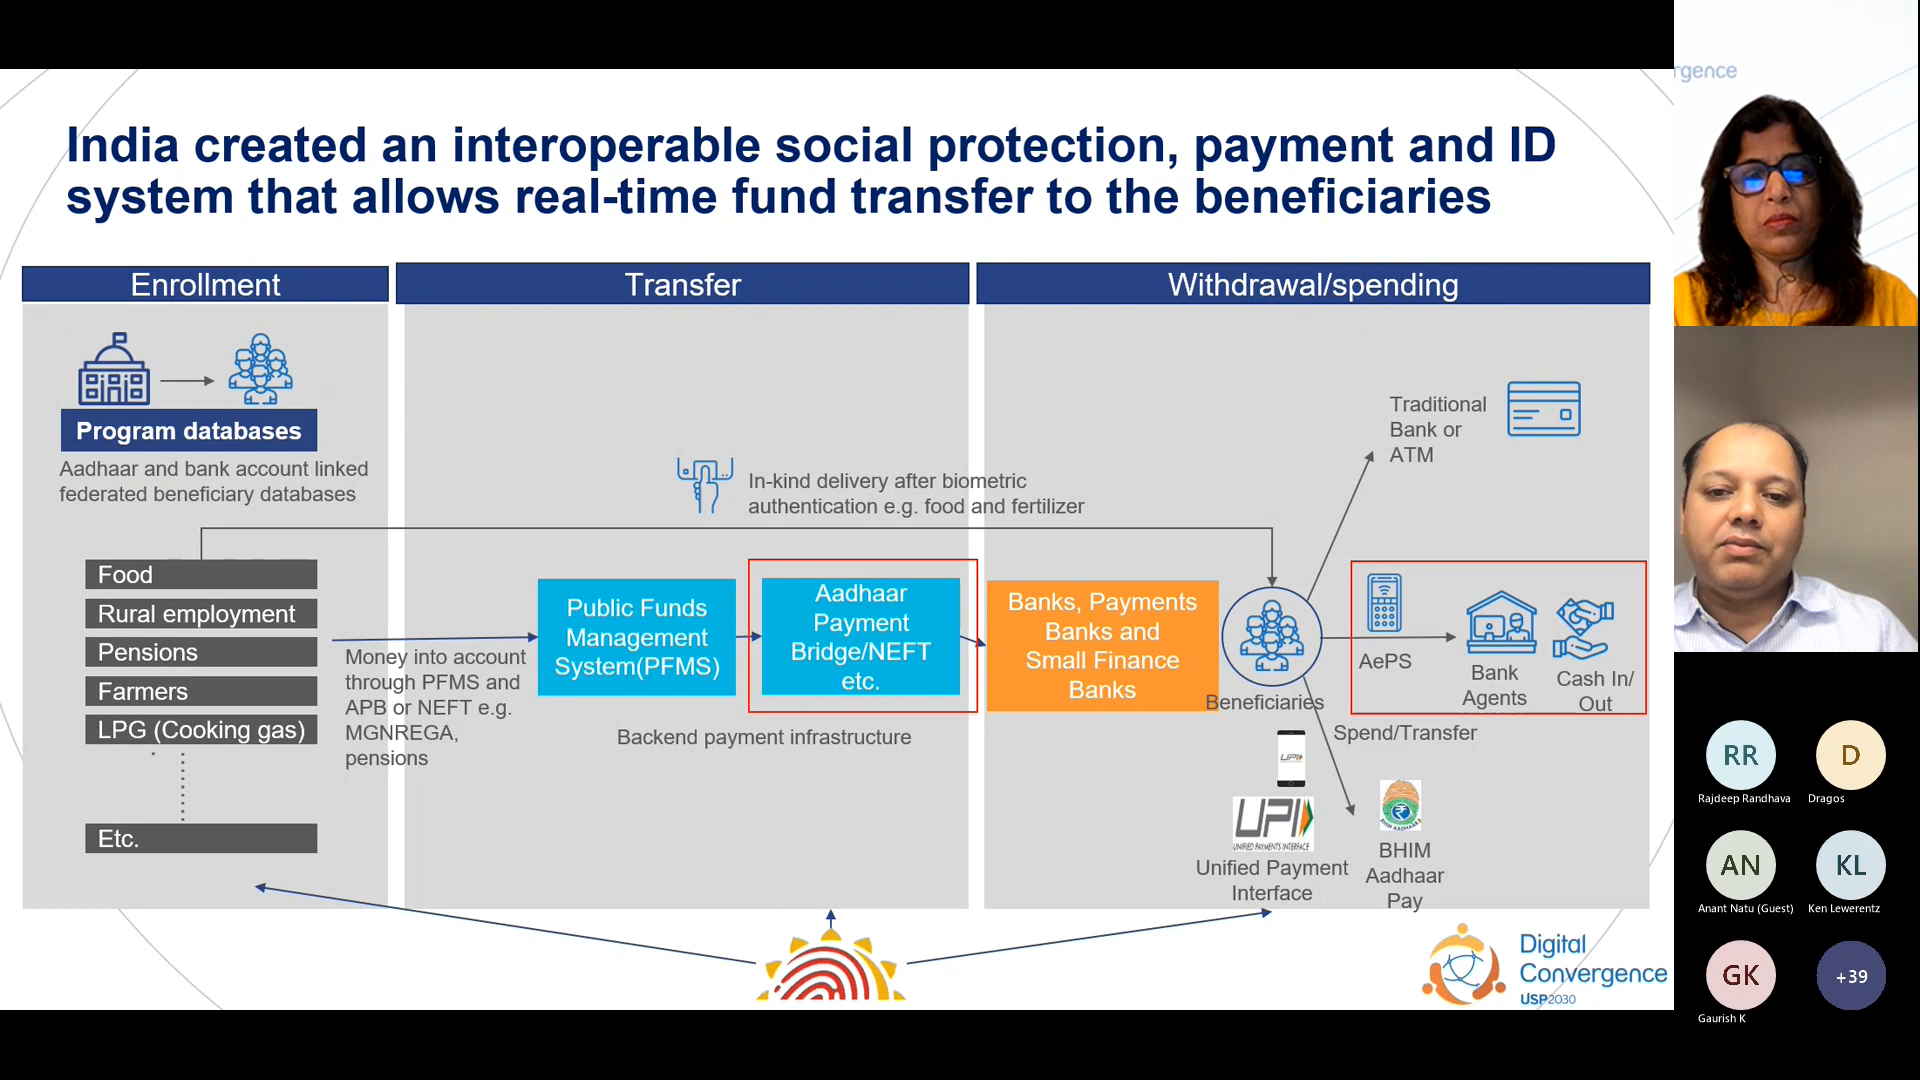 India created an interoperable social protection, payment and ID
system that allows real-time fund transfer to the beneficiaries
Enrollment
Transfer
Withdrawal/spending
Program databases
Aadhaar and bank account linked
federated beneficiary databases
Food
Rural employment
Pensions
Farmers
LPG (Cooking gas)
Etc.
In-kind delivery after biometric
authentication e.g. food and fertilizer
Money into account
through PFMS and
APB or NEFT e.g.
MGNREGA,
pensions
Public Funds
Management
System(PFMS)
Aadhaar
Payment
Bridge/NEFT
etc.
Backend payment infrastructure
Banks, Payments
Banks and
Small Finance
Banks
Beneficiaries
Traditional
Bank or
ATM
AePS
Bank
Agents
Cash In/
Out
Spend/Transfer
UPI
UPI
UNIFIED PAYMENTS INTERFACE
Unified Payment
Interface
BHIM AADHAAR
BHIM
Aadhaar
Pay
Digital
Convergence
USP2030
rgence
RR
Rajdeep Randhava
D
Dragos
AN
Anant Natu (Guest)
KL
Ken Lewerentz
GK
Gaurish K
+39